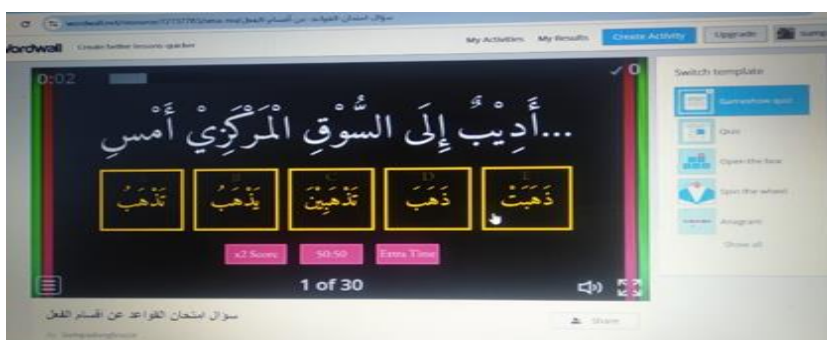 سؤال امتحان القواعد عن أقسام الفعل
Wordwall
Create better lessons quicker
My Activities
My Results
Create Activity
Upgrade
0:02
✓ 0
Switch template
...أَدِيْبٌ إِلَى السُّوْقِ الْمَرْكَزِيْ أَمْسِ
Gameshow quiz
Quiz
تَذْهَبُ
يَذْهَبُ
تَذْهَبِيْنَ
ذَهَبَ
ذَهَبَتْ
Open the box
Spin the wheel
Anagram
Show all
x2 Score
50:50
Extra Time
1 of 30
سوال امتحان القواعد عن اقسام الفعل
Share